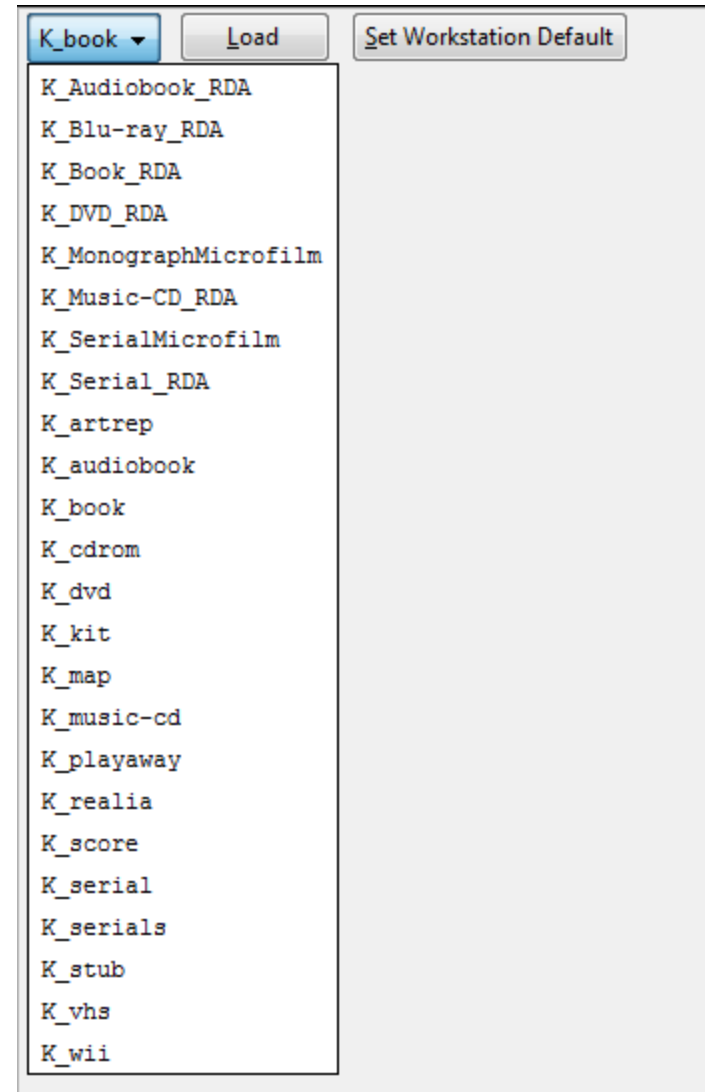 K_book Load Set Workstation Default
K_Audiobook_RDA
K_Blu-ray_RDA
K_Book_RDA
K_DVD_RDA
K_MonographMicrofilm
K_Music-CD_RDA
K_SerialMicrofilm
K_Serial_RDA
K_artrep
K_audiobook
K_book
K_cdrom
K_dvd
K_kit
K_map
K_music-cd
K_playaway
K_realia
K_score
K_serial
K_serials
K_stub
K_vhs
K_wii